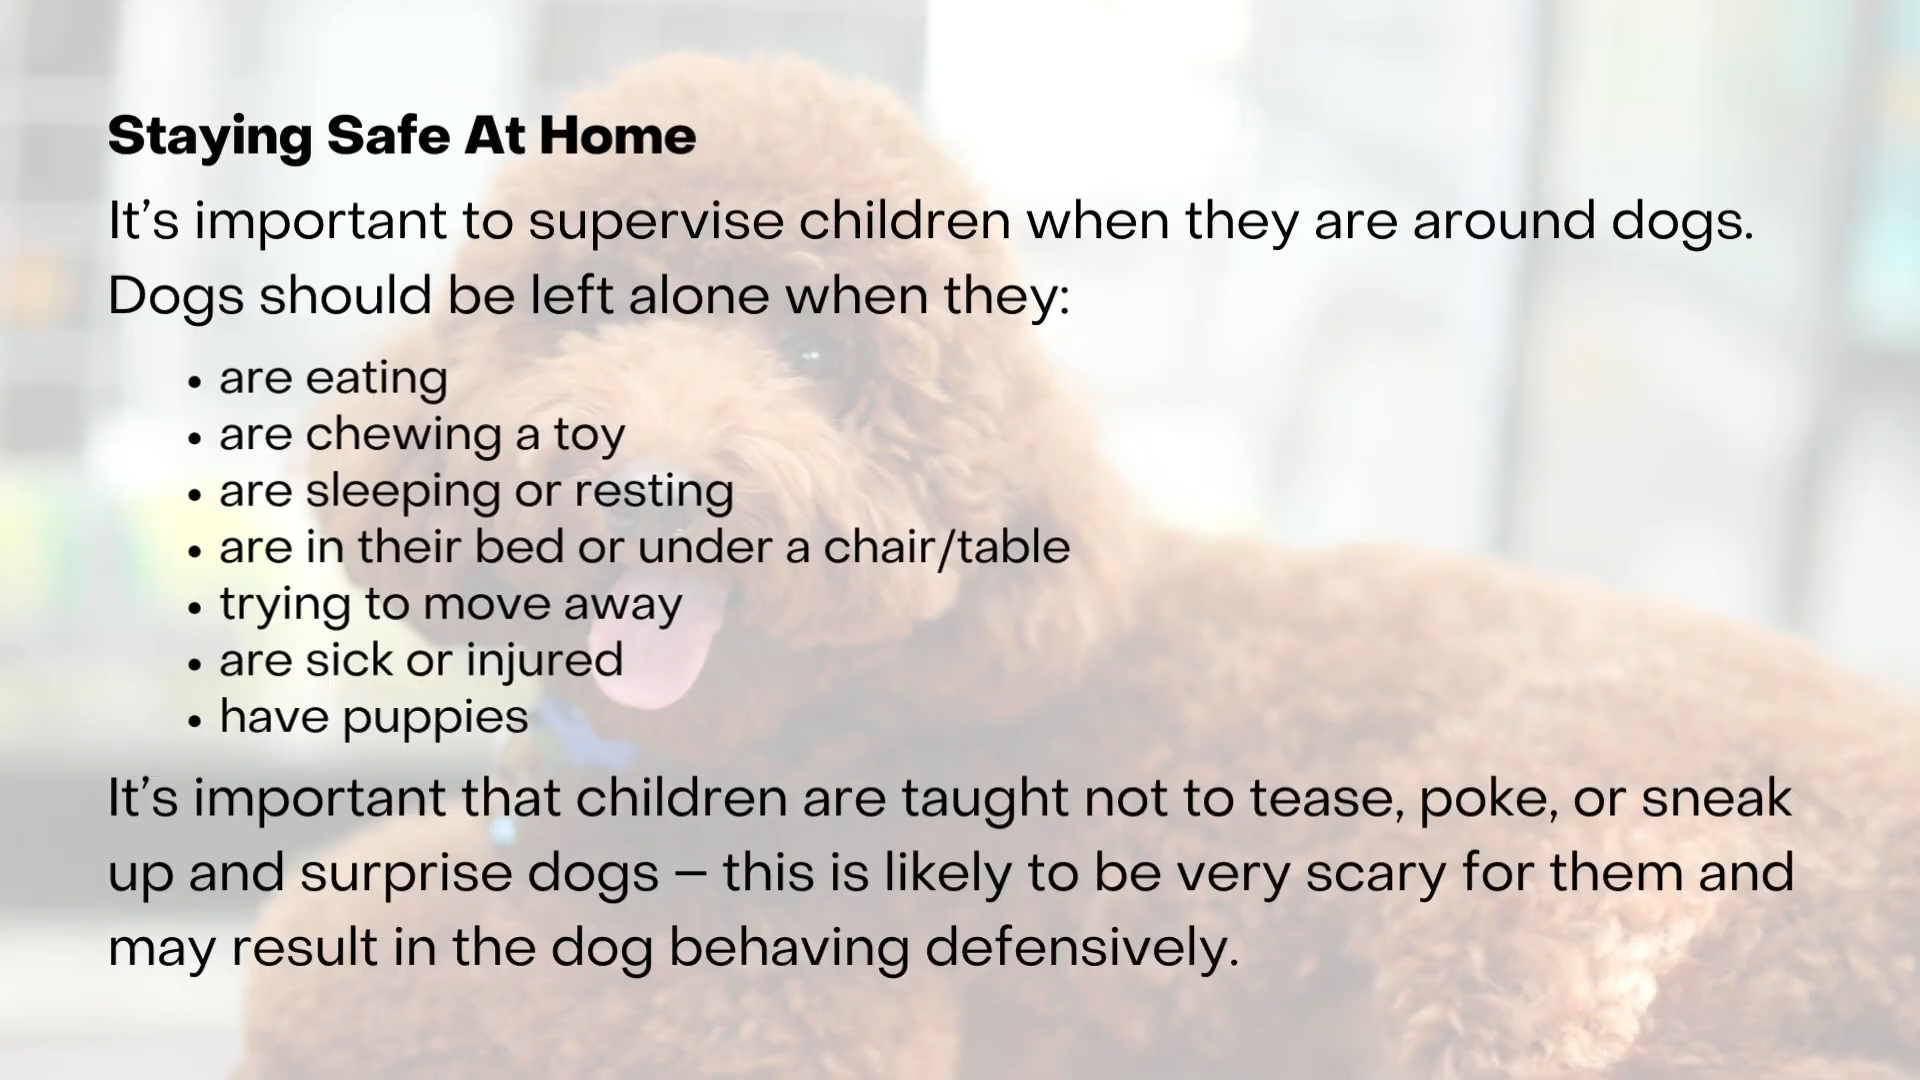 Staying Safe At Home
It’s important to supervise children when they are around dogs.
Dogs should be left alone when they:
• are eating
• are chewing a toy
• are sleeping or resting
• are in their bed or under a chair/table
• trying to move away
• are sick or injured
• have puppies
It’s important that children are taught not to tease, poke, or sneak
up and surprise dogs – this is likely to be very scary for them and
may result in the dog behaving defensively.